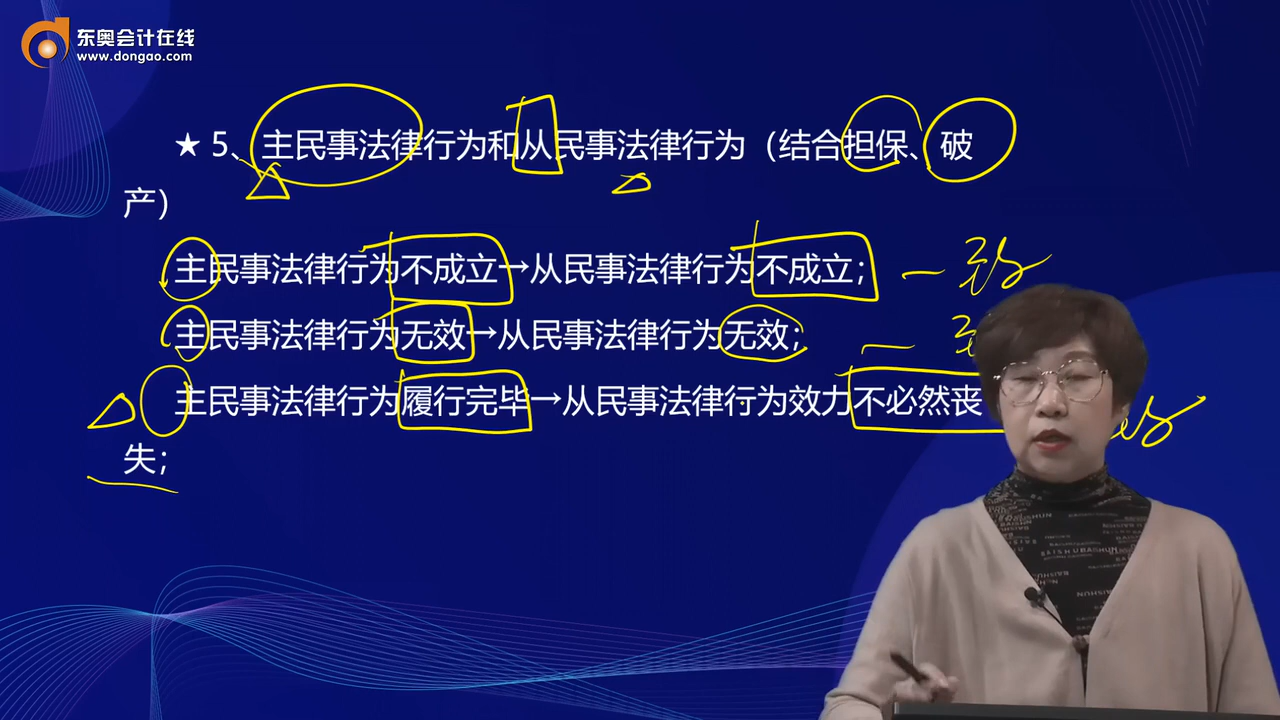 东奥会计在线
www.dongao.com
★ 5、主民事法律行为和从民事法律行为（结合担保、破
产）
主民事法律行为不成立→从民事法律行为不成立；
主民事法律行为无效→从民事法律行为无效；
主民事法律行为履行完毕→从民事法律行为效力不必然丧
失；